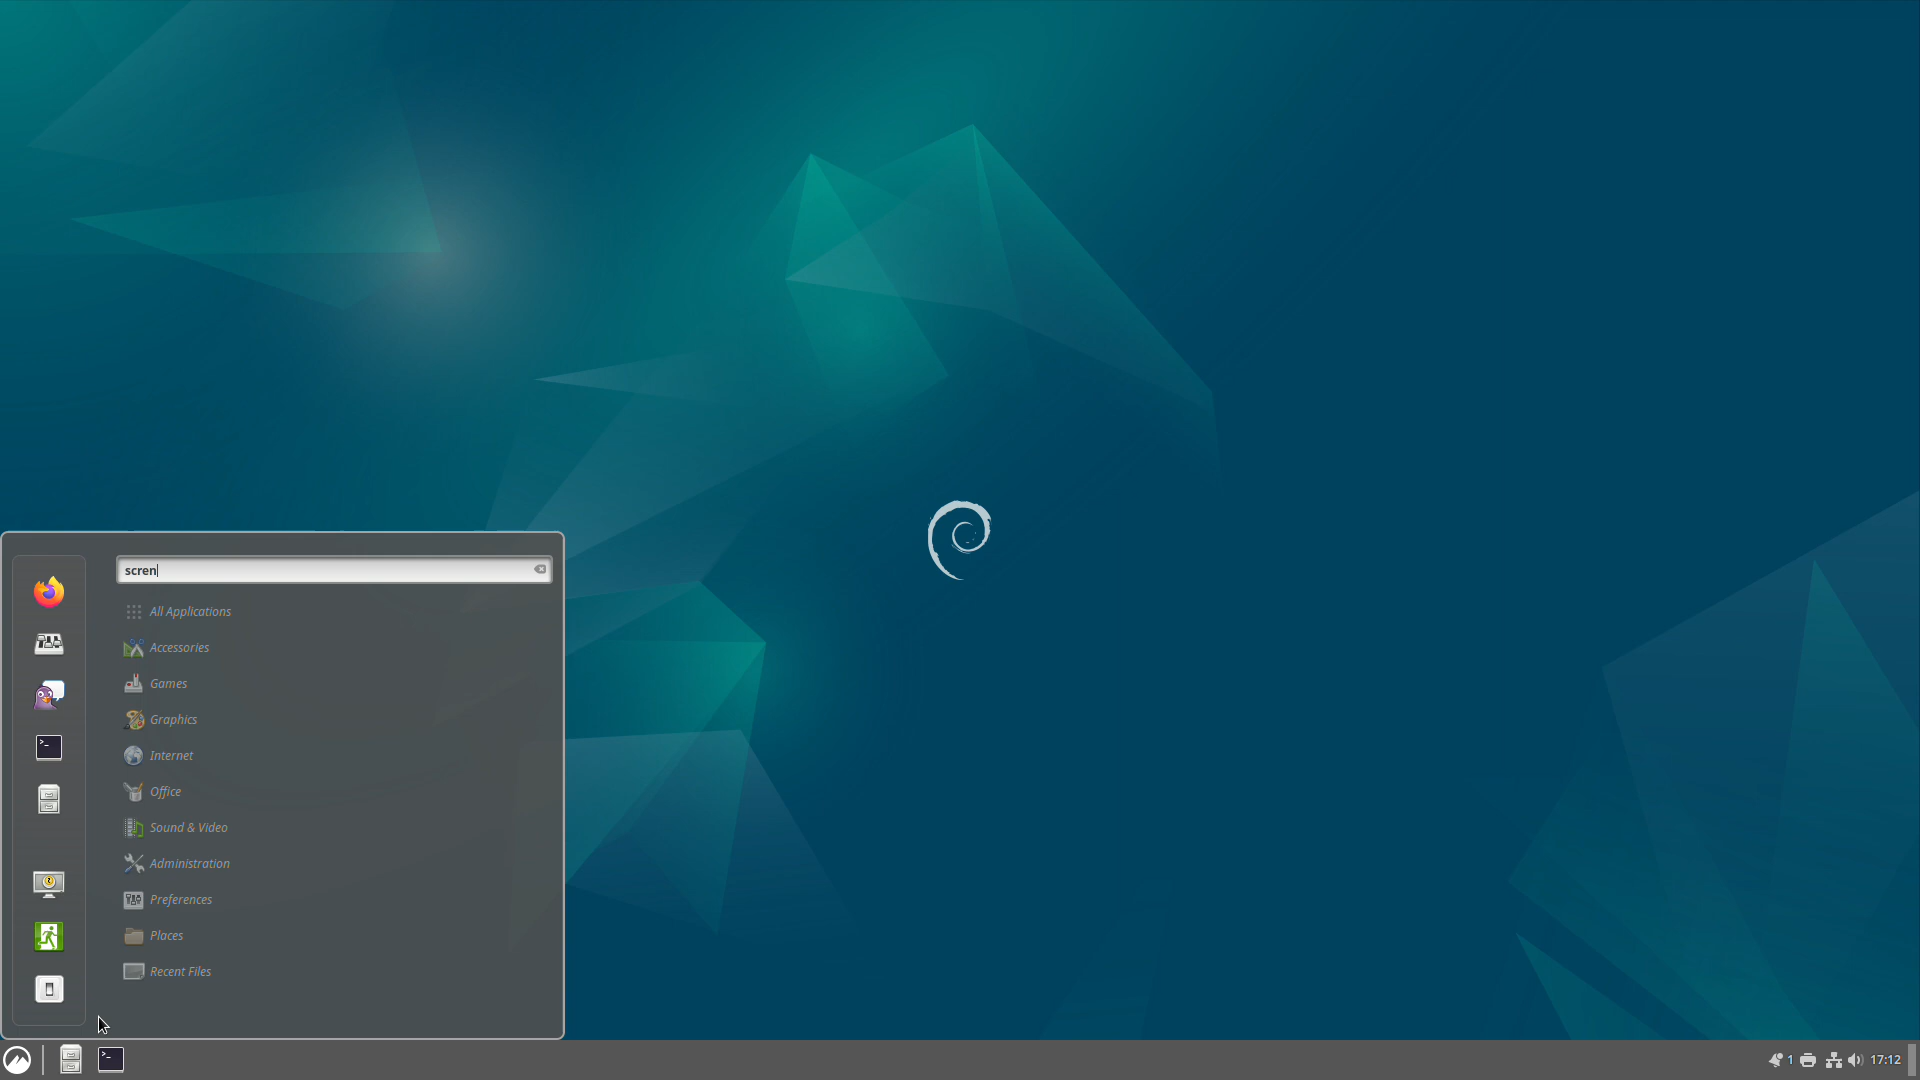 scren
All Applications
Accessories
Games
Graphics
Internet
Office
Sound & Video
Administration
Preferences
Places
Recent Files
1
17:12